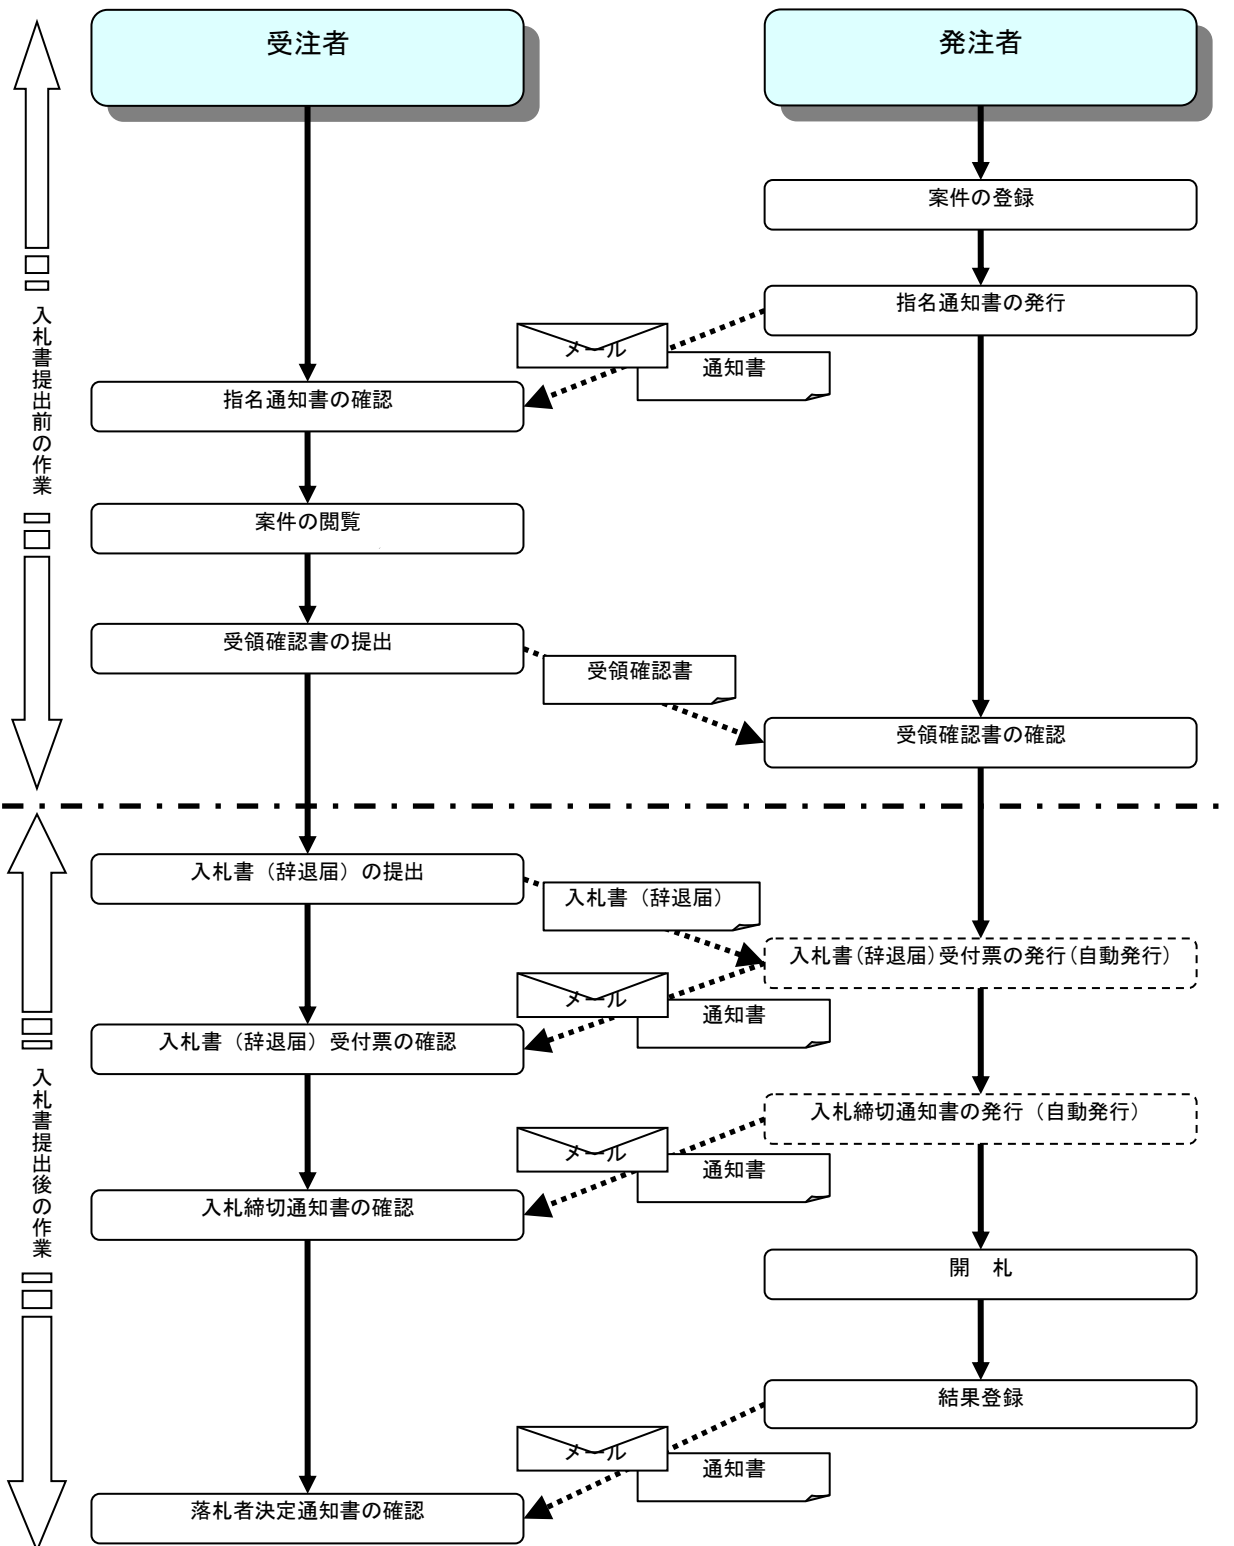 受注者
発注者
案件の登録
指名通知書の発行
メール
通知書
指名通知書の確認
入札書提出前の作業
案件の閲覧
受領確認書の提出
受領確認書
受領確認書の確認
入札書（辞退届）の提出
入札書（辞退届）
入札書(辞退届)受付票の発行(自動発行)
メール
通知書
入札書（辞退届）受付票の確認
入札書提出後の作業
入札締切通知書の発行（自動発行）
メール
通知書
入札締切通知書の確認
開　札
結果登録
メール
通知書
落札者決定通知書の確認